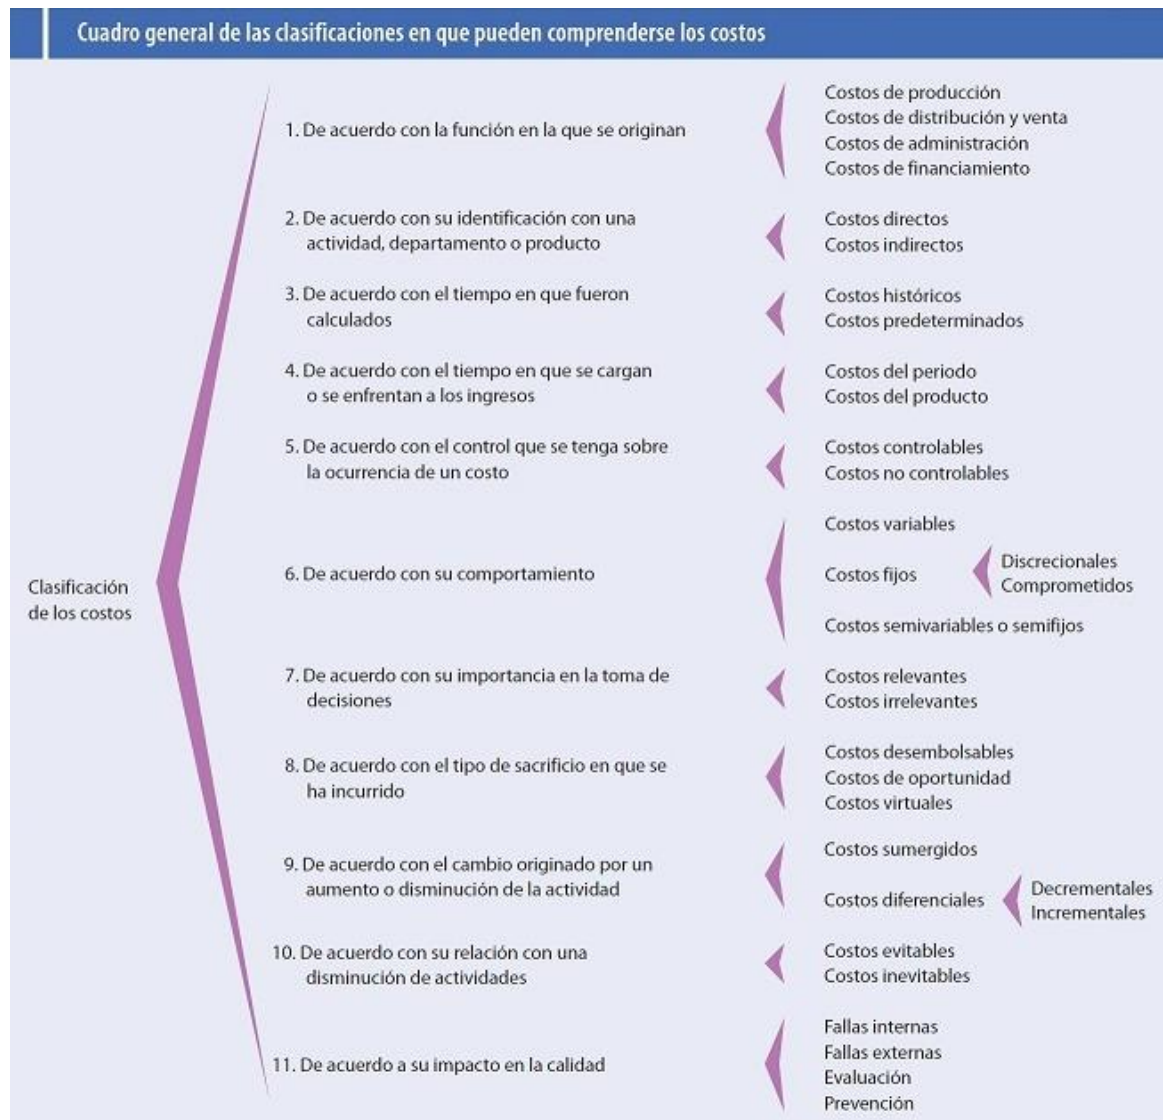 Cuadro general de las clasificaciones en que pueden comprenderse los costos
Clasificación
de los costos
1. De acuerdo con la función en la que se originan
Costos de producción
Costos de distribución y venta
Costos de administración
Costos de financiamiento
2. De acuerdo con su identificación con una
actividad, departamento o producto
Costos directos
Costos indirectos
3. De acuerdo con el tiempo en que fueron
calculados
Costos históricos
Costos predeterminados
4. De acuerdo con el tiempo en que se cargan
o se enfrentan a los ingresos
Costos del periodo
Costos del producto
5. De acuerdo con el control que se tenga sobre
la ocurrencia de un costo
Costos controlables
Costos no controlables
6. De acuerdo con su comportamiento
Costos variables
Costos fijos
Discrecionales
Comprometidos
Costos semivariables o semifijos
7. De acuerdo con su importancia en la toma de
decisiones
Costos relevantes
Costos irrelevantes
8. De acuerdo con el tipo de sacrificio en que se
ha incurrido
Costos desembolsables
Costos de oportunidad
Costos virtuales
9. De acuerdo con el cambio originado por un
aumento o disminución de la actividad
Costos sumergidos
Costos diferenciales
Decrementales
Incrementales
10. De acuerdo con su relación con una
disminución de actividades
Costos evitables
Costos inevitables
11. De acuerdo a su impacto en la calidad
Fallas internas
Fallas externas
Evaluación
Prevención